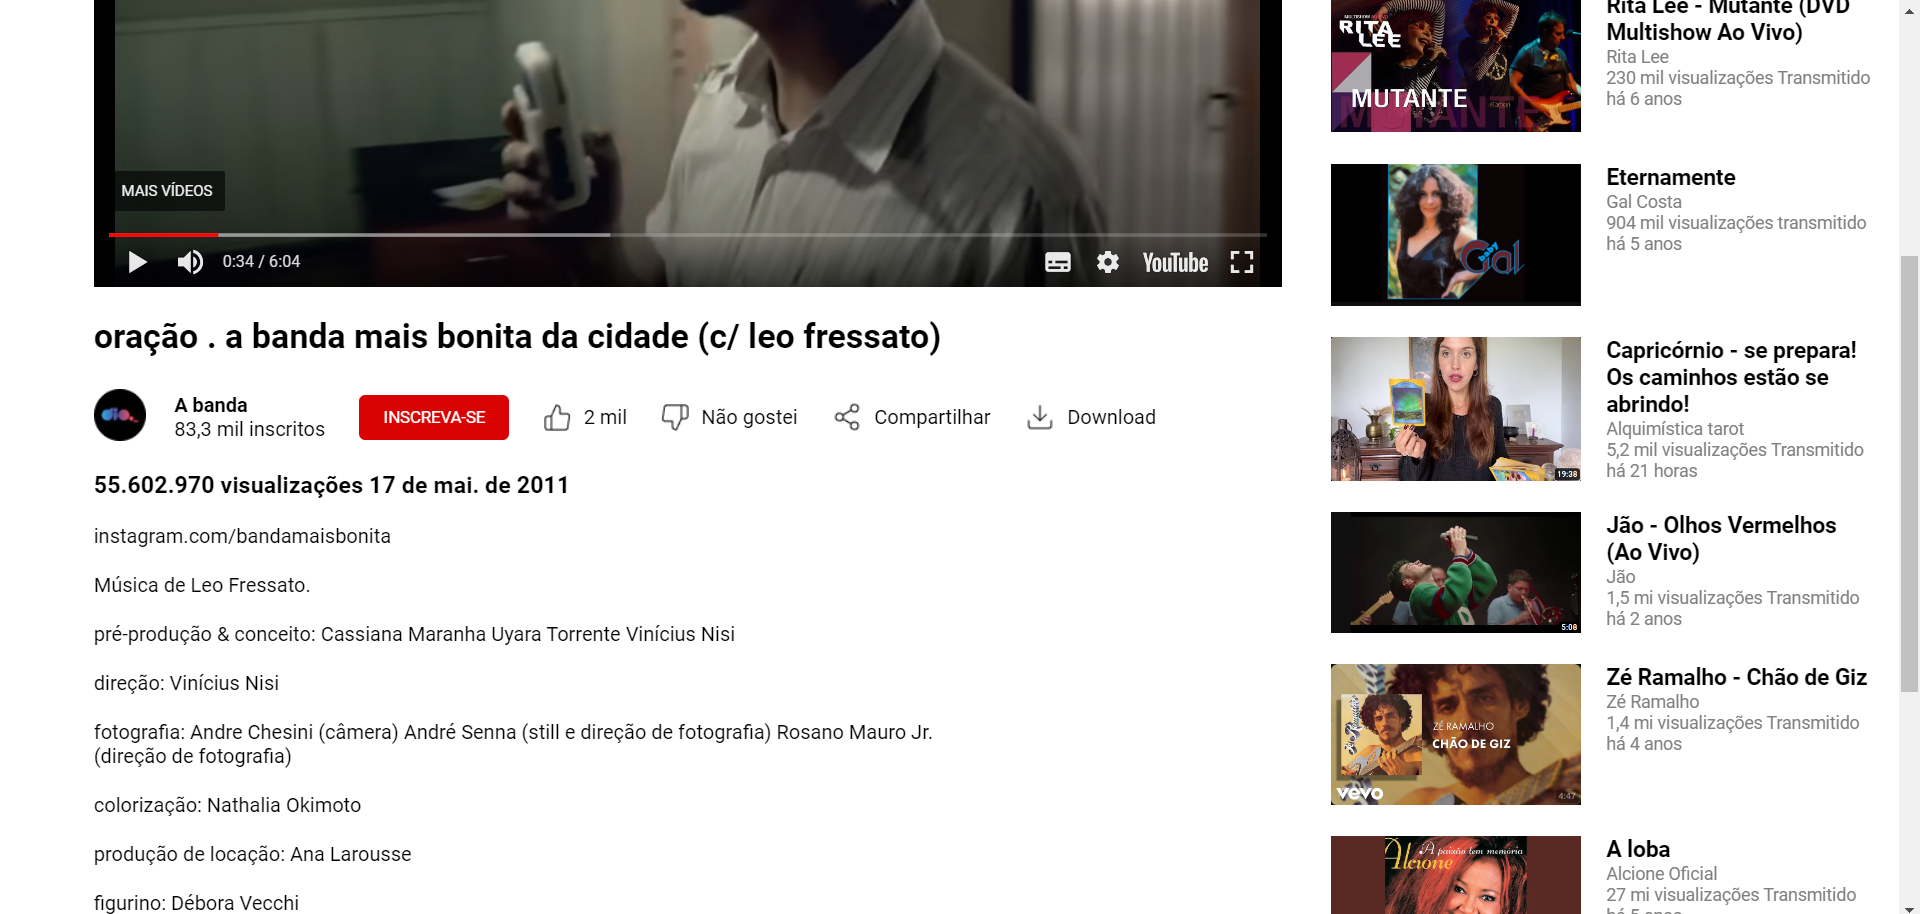 MAIS VÍDEOS
0:34 / 6:04
YouTube
oração . a banda mais bonita da cidade (c/ leo fressato)
A banda
83,3 mil inscritos
INSCREVA-SE
2 mil
Não gostei
Compartilhar
Download
55.602.970 visualizações 17 de mai. de 2011
instagram.com/bandamaisbonita
Música de Leo Fressato.
pré-produção & conceito: Cassiana Maranha Uyara Torrente Vinícius Nisi
direção: Vinícius Nisi
fotografia: Andre Chesini (câmera) André Senna (still e direção de fotografia) Rosano Mauro Jr.
(direção de fotografia)
colorização: Nathalia Okimoto
produção de locação: Ana Larousse
figurino: Débora Vecchi
RITA
LEE
MUTANTE
MUTANTE
Rita Lee - Mutante (DVD
Multishow Ao Vivo)
Rita Lee
230 mil visualizações Transmitido
há 6 anos
Baby
Gal
Eternamente
Gal Costa
904 mil visualizações transmitido
há 5 anos
19:38
Capricórnio - se prepara!
Os caminhos estão se
abrindo!
Alquimística tarot
5,2 mil visualizações Transmitido
há 21 horas
5:08
Jão - Olhos Vermelhos
(Ao Vivo)
Jão
1,5 mi visualizações Transmitido
há 2 anos
Zé Ramalho
ZÉ RAMALHO
CHÃO DE GIZ
vevo
4:47
Zé Ramalho - Chão de Giz
Zé Ramalho
1,4 mi visualizações Transmitido
há 4 anos
A paixão tem memória
Alcione
A loba
Alcione Oficial
27 mi visualizações Transmitido
há 5 anos